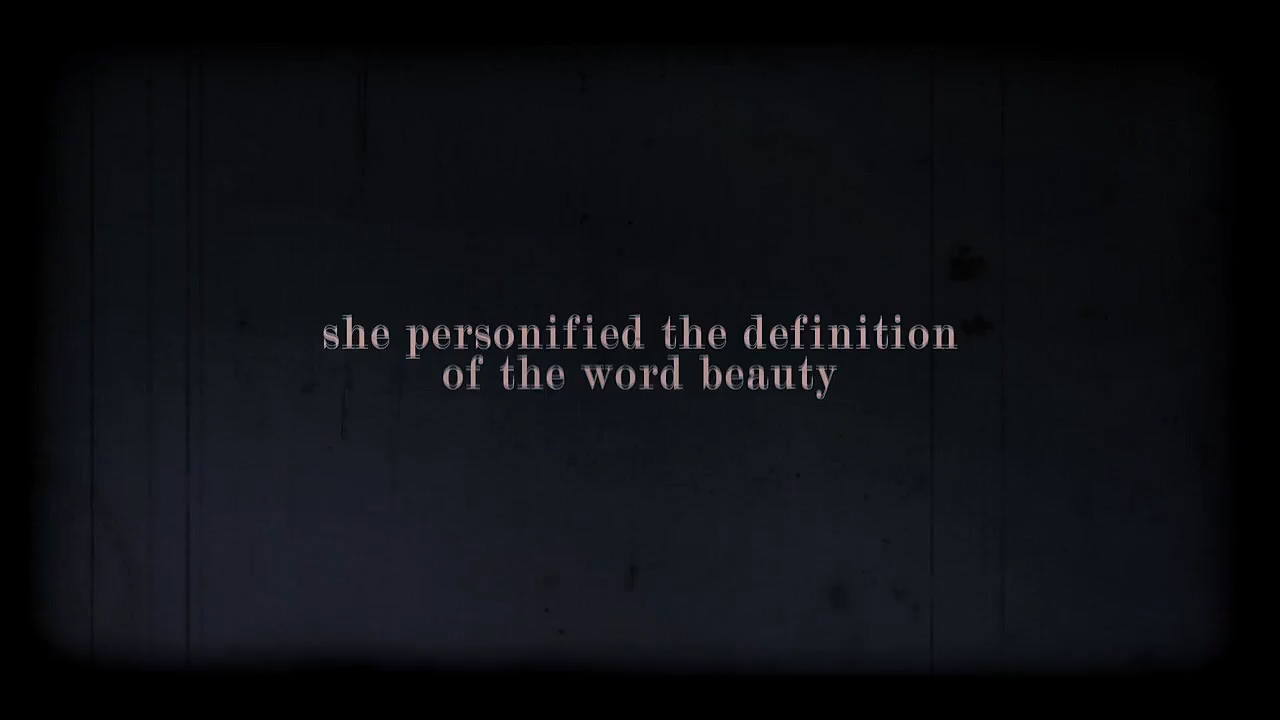 she personified the definition
of the word beauty